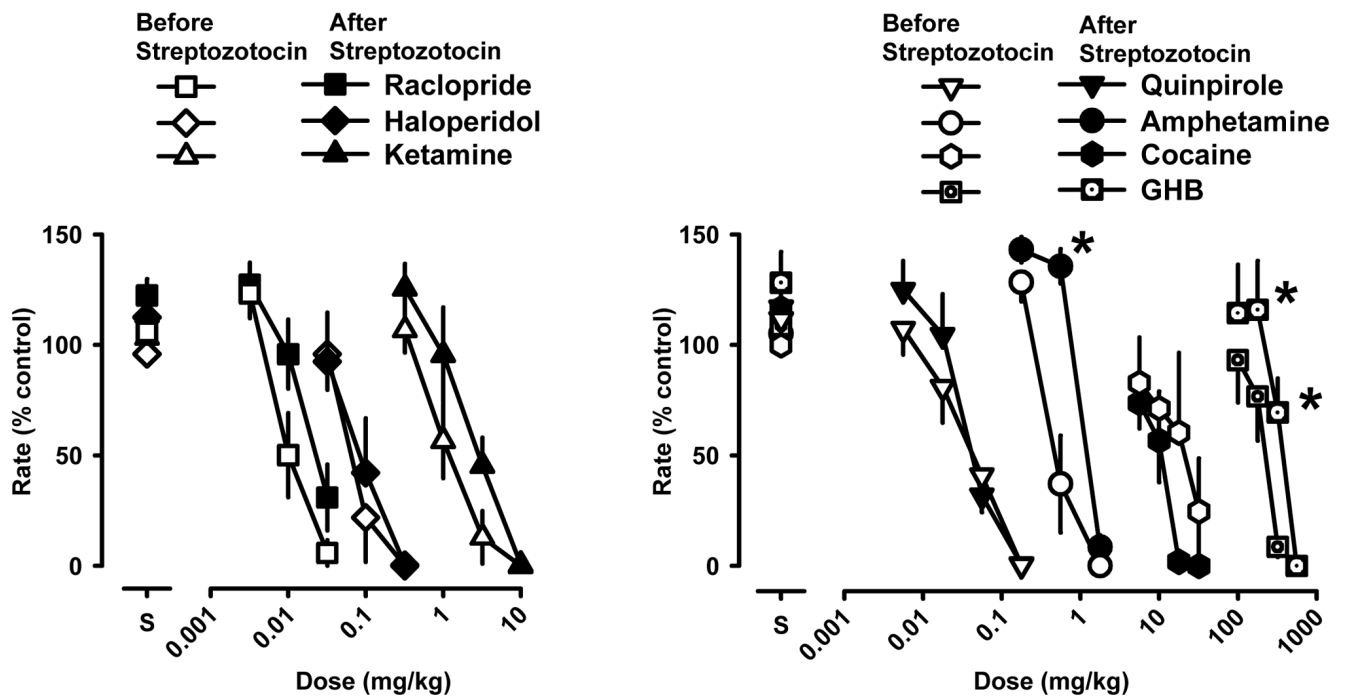 Before After
Streptozotocin Streptozotocin
Raclopride
Haloperidol
Ketamine
150
100
50
0
Rate (% control)
S
0.001
0.01
0.1
1
10
Dose (mg/kg)
Before After
Streptozotocin Streptozotocin
Quinpirole
Amphetamine
Cocaine
GHB
150
100
50
0
Rate (% control)
*
*
*
S
0.001
0.01
0.1
1
10
100
1000
Dose (mg/kg)